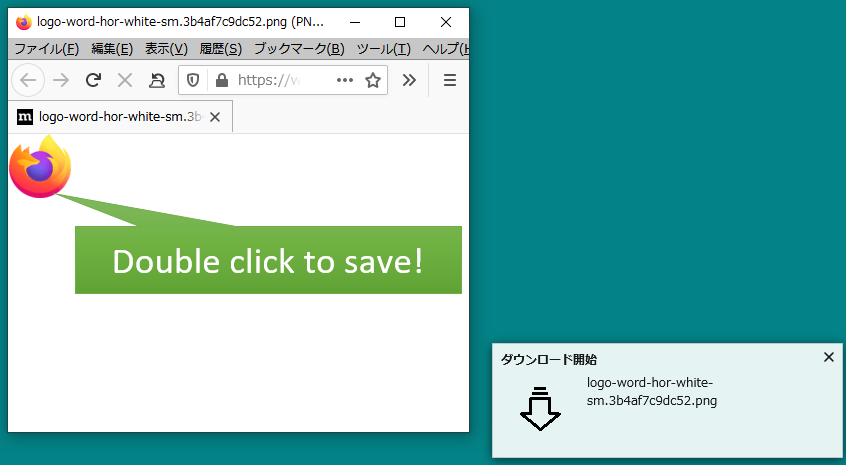 logo-word-hor-white-sm.3b4af7c9dc52.png (PN...
ファイル(F) 編集(E) 表示(V) 履歴(S) ブックマーク(B) ツール(T) ヘルプ(H
https://w
m logo-word-hor-white-sm.3b
Double click to save!
ダウンロード開始
logo-word-hor-white-
sm.3b4af7c9dc52.png